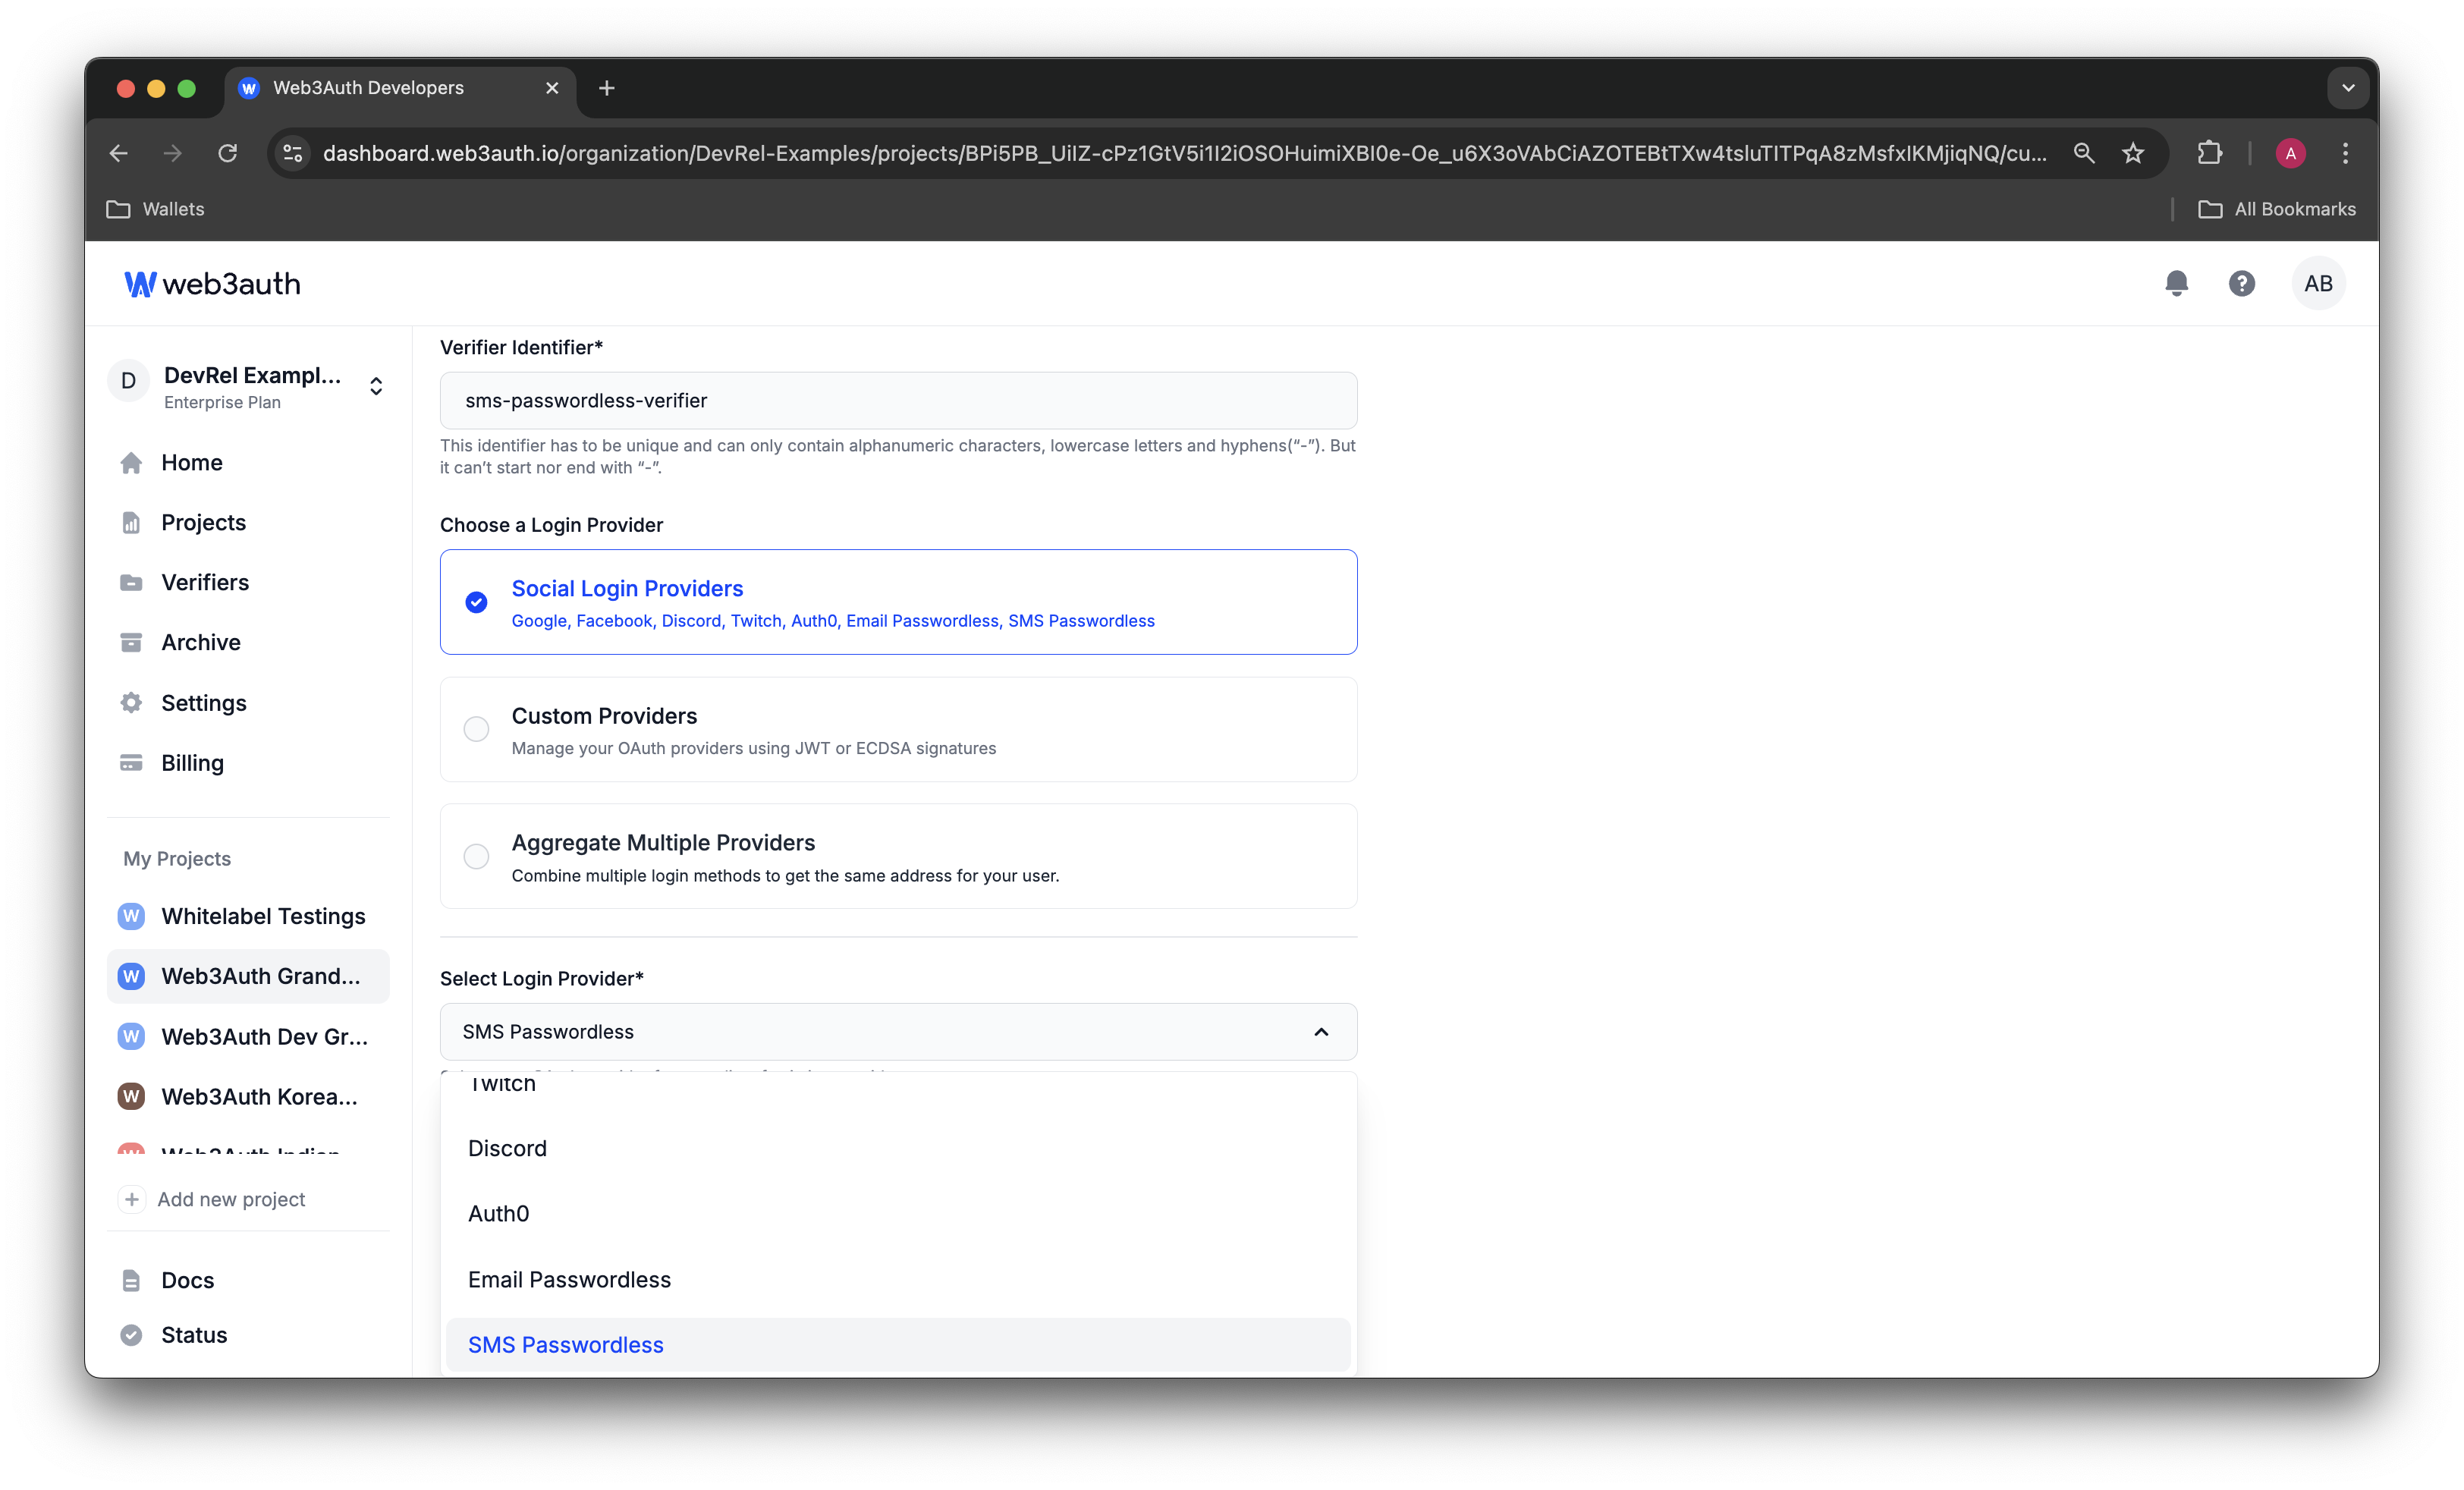 Web3Auth Developers
dashboard.web3auth.io/organization/DevRel-Examples/projects/BPi5PB_UiIZ-cPz1GtV5i1I2iOSOHuimiXBI0e-Oe_u6X3oVAbCiAZOTEBtTXw4tsluTITPqA8zMsfxlKMjiqNQ/cu...
A
Wallets
All Bookmarks
web3auth
AB
D
DevRel Exampl...
Enterprise Plan
Home
Projects
Verifiers
Archive
Settings
Billing
My Projects
W Whitelabel Testings
W Web3Auth Grand...
W Web3Auth Dev Gr...
W Web3Auth Korea...
W Web3Auth Indian
Add new project
Docs
Status
Verifier Identifier*
sms-passwordless-verifier
This identifier has to be unique and can only contain alphanumeric characters, lowercase letters and hyphens(“-”). But
it can’t start nor end with “-”.
Choose a Login Provider
Social Login Providers
Google, Facebook, Discord, Twitch, Auth0, Email Passwordless, SMS Passwordless
Custom Providers
Manage your OAuth providers using JWT or ECDSA signatures
Aggregate Multiple Providers
Combine multiple login methods to get the same address for your user.
Select Login Provider*
SMS Passwordless
Twitch
Discord
Auth0
Email Passwordless
SMS Passwordless